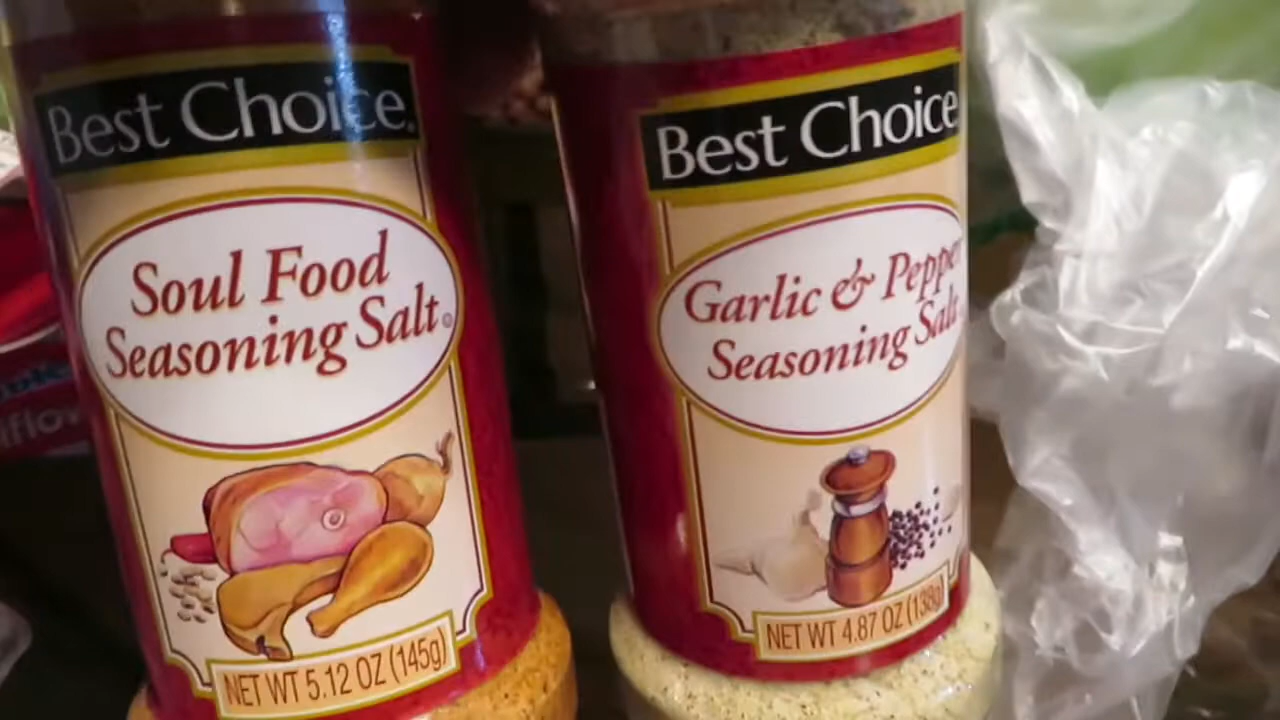 Best Choice.
Soul Food
Seasoning Salt
NET WT 5.12 OZ (145g)
Best Choice
Garlic & Pepper
Seasoning Salt
NET WT 4.87 OZ (138g)